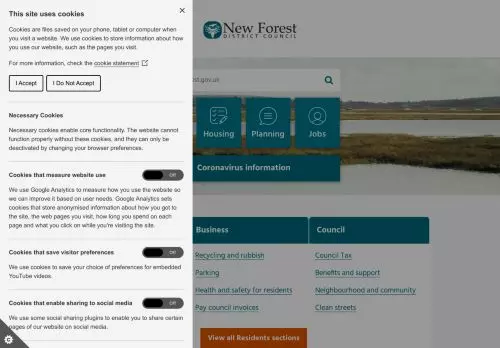 This site uses cookies
Cookies are files saved on your phone, tablet or computer
when you visit a website. We use cookies to store information about
how you use our website, such as the pages you visit.
For more information, check the cookie statement
I Accept
I Do Not Accept
Necessary Cookies
Necessary cookies enable core functionality. The website cannot
function properly without these cookies, and they can only be
deactivated by changing your browser preferences.
Cookies that measure website use
Off
We use Google Analytics to measure how you use the website so
we can improve it based on user needs. Google Analytics sets
cookies that store anonymised information about how you got to
the site, the web pages you visit, how long you spend on each
page and what you click on while you're visiting the site.
Cookies that save visitor preferences
Off
We use cookies to save your choice of preferences for embedded
YouTube videos.
Cookies that enable sharing to social media
Off
We use some social sharing plugins to enable you to share certain
pages of our website on social media.
New Forest
DISTRICT COUNCIL
st.gov.uk
Housing
Planning
Jobs
Coronavirus information
Business
Council
Recycling and rubbish
Council Tax
Parking
Benefits and support
Health and safety for residents
Neighbourhood and community
Pay council invoices
Clean streets
View all Residents sections